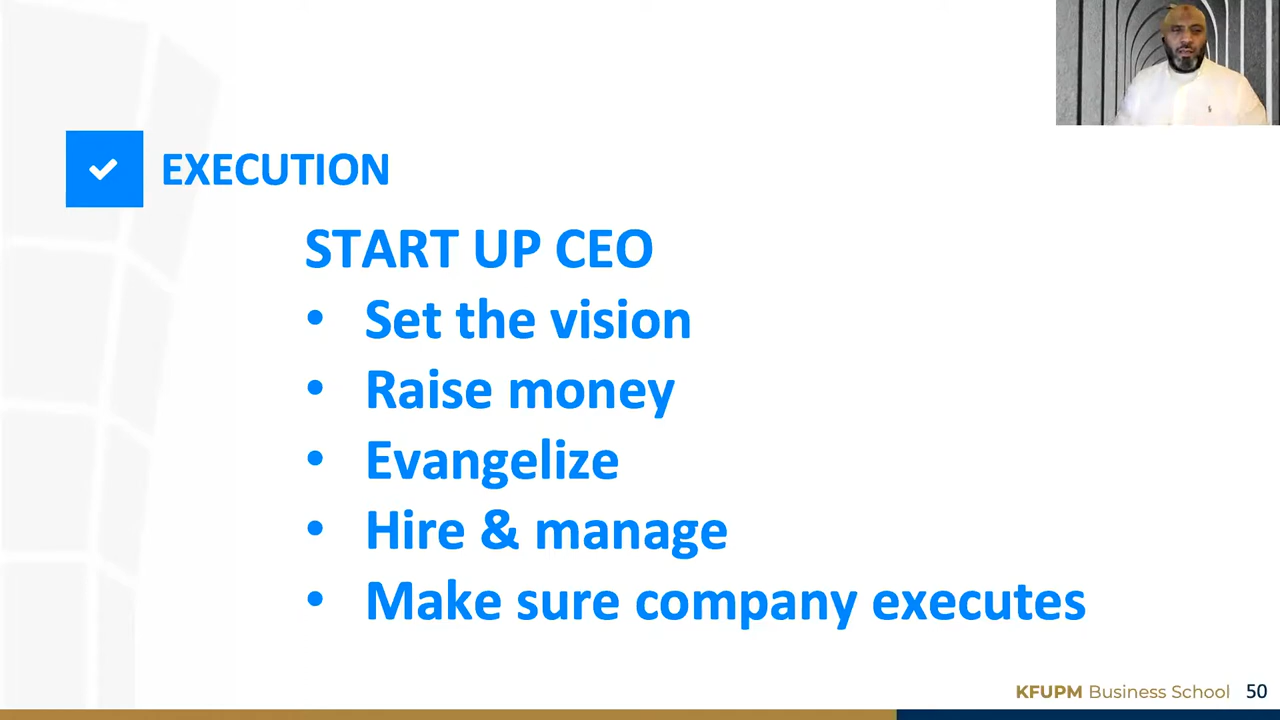 EXECUTION
START UP CEO
• Set the vision
• Raise money
• Evangelize
• Hire & manage
• Make sure company executes
KFUPM Business School 50